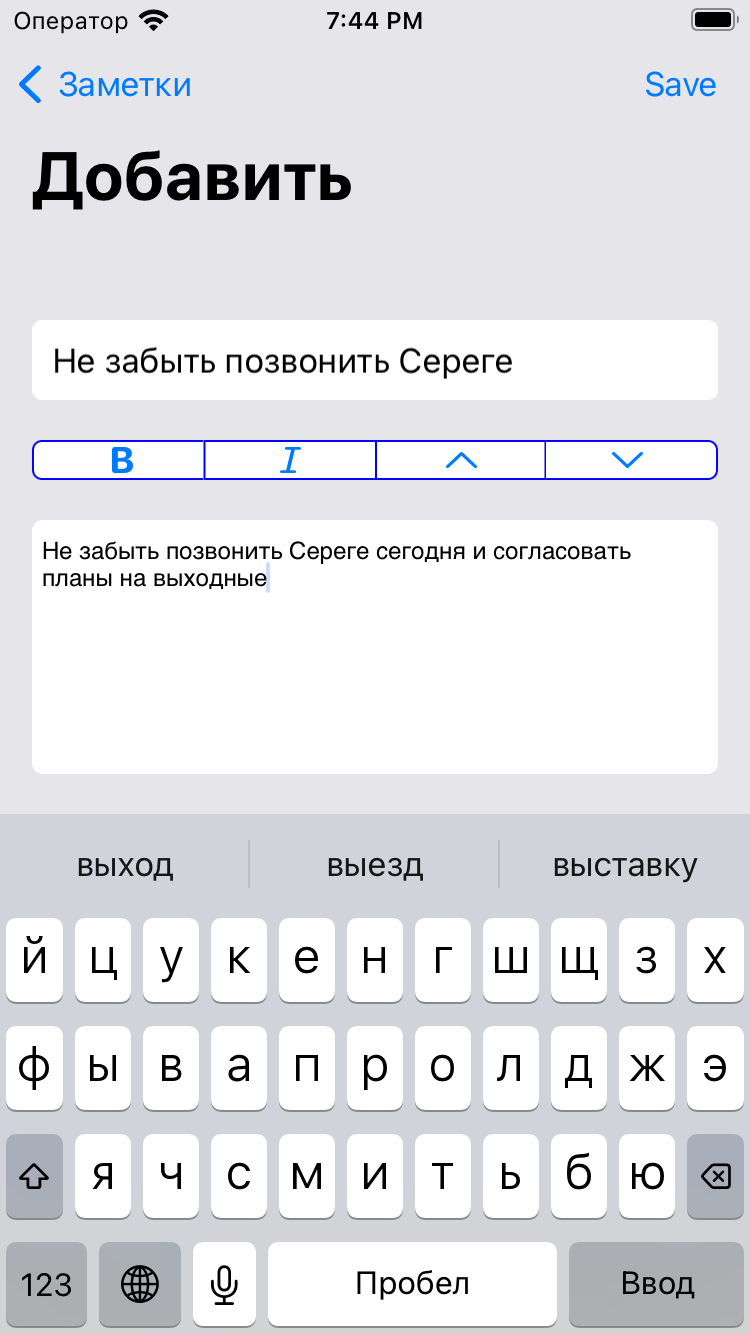 Оператор 7:44 PM
Заметки Save
Добавить
Не забыть позвонить Сереге
B I
Не забыть позвонить Сереге сегодня и согласовать
планы на выходные
выход выезд выставку
й ц у к е н г ш щ з х
ф ы в а п р о л д ж э
я ч с м и т ь б ю
123 Пробел Ввод